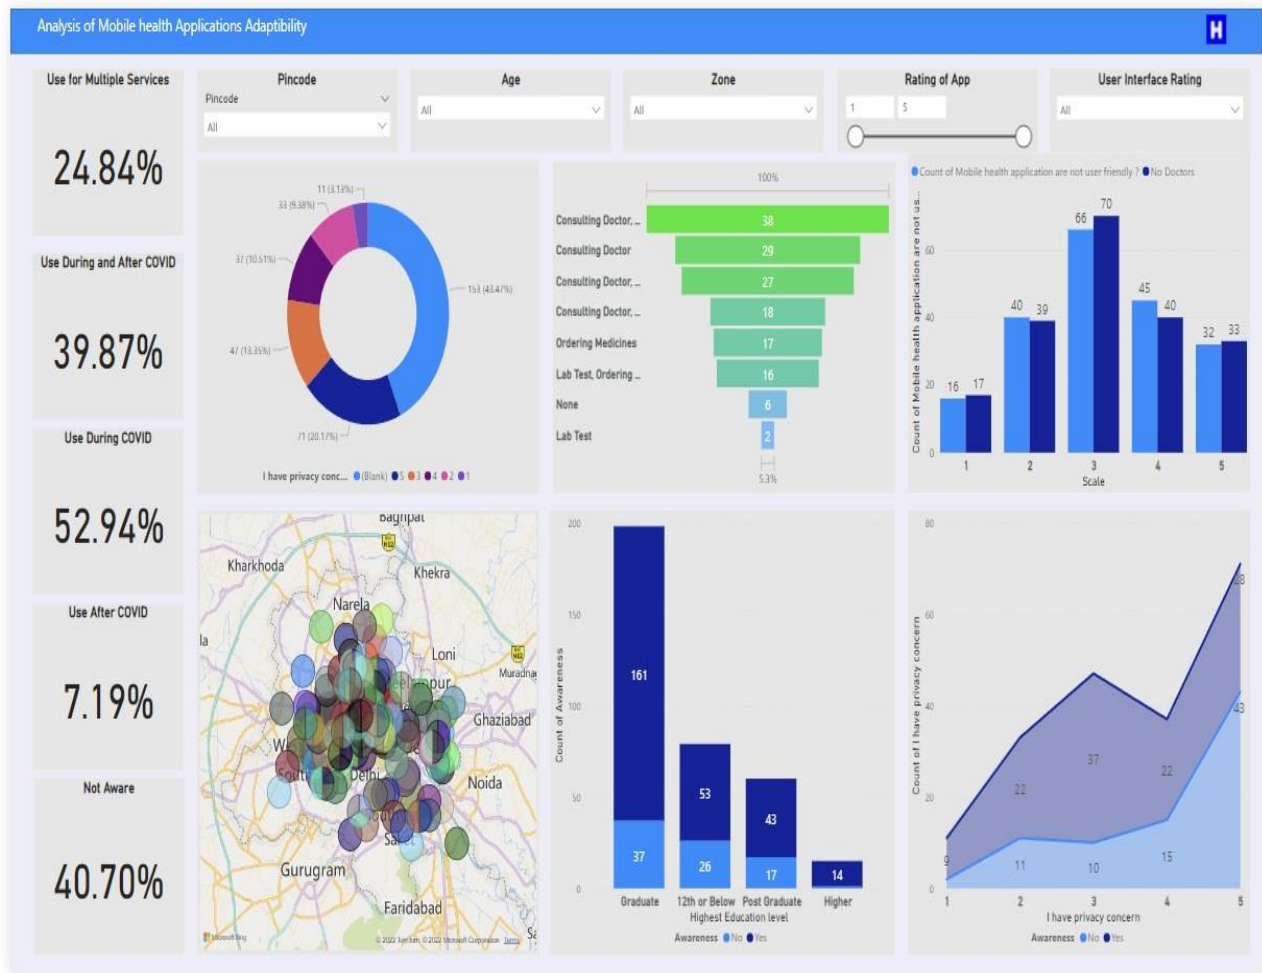 Analysis of Mobile health Applications Adaptibility
H
Use for Multiple Services
24.84%
Use During and After COVID
39.87%
Use During COVID
52.94%
Use After COVID
7.19%
Not Aware
40.70%
Pincode
Pincode
All
Age
All
Zone
All
Rating of App
1 5
User Interface Rating
All
11 (3.13%)
33 (9.38%)
37 (10.51%)
47 (13.35%)
71 (20.17%)
153 (43.47%)
I have privacy conc... (Blank) 5 3 4 2 1
100%
Consulting Doctor, ... 38
Consulting Doctor 29
Consulting Doctor, ... 27
Consulting Doctor, ... 18
Ordering Medicines 17
Lab Test, Ordering ... 16
None 6
Lab Test 2
5.3%
Count of Mobile health application are not user friendly ? No Doctors
Count of Mobile health application are not us...
60
40
20
0
16 17
40 39
66 70
45 40
32 33
1 2 3 4 5
Scale
Baghpat
Kharkhoda
Khekra
Narela
la
Loni
Muradna
Ghaziabad
Delhi
Noida
Saket
Gurugram
Faridabad
Microsoft Bing
© 2022 TomTom, © 2022 Microsoft Corporation Terms
Count of Awareness
200
150
100
50
0
161
37
53
26
43
17
14
Graduate 12th or Below Post Graduate Higher
Highest Education level
Awareness No Yes
Count of I have privacy concern
80
60
40
20
0
9
22
37
22
28
11
10
15
43
1 2 3 4 5
I have privacy concern
Awareness No Yes